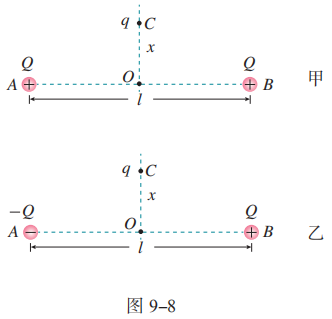 q C
x
Q Q
A + O + B 甲
l
q C
x
-Q Q
A − O + B 乙
l
图 9-8